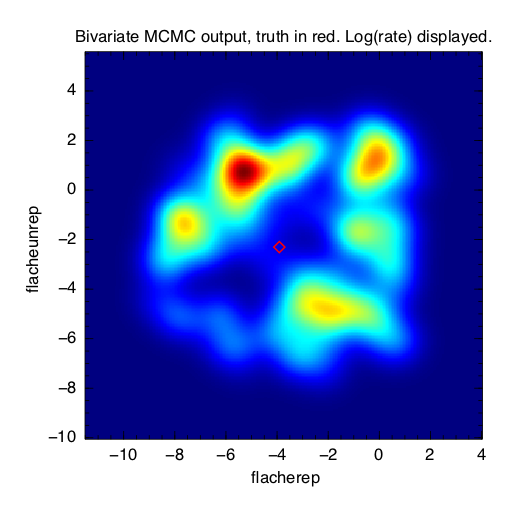 Bivariate MCMC output, truth in red. Log(rate) displayed.
4
2
0
−2
−4
−6
−8
−10
flacheunrep
−10 −8 −6 −4 −2 0 2 4
flacherep